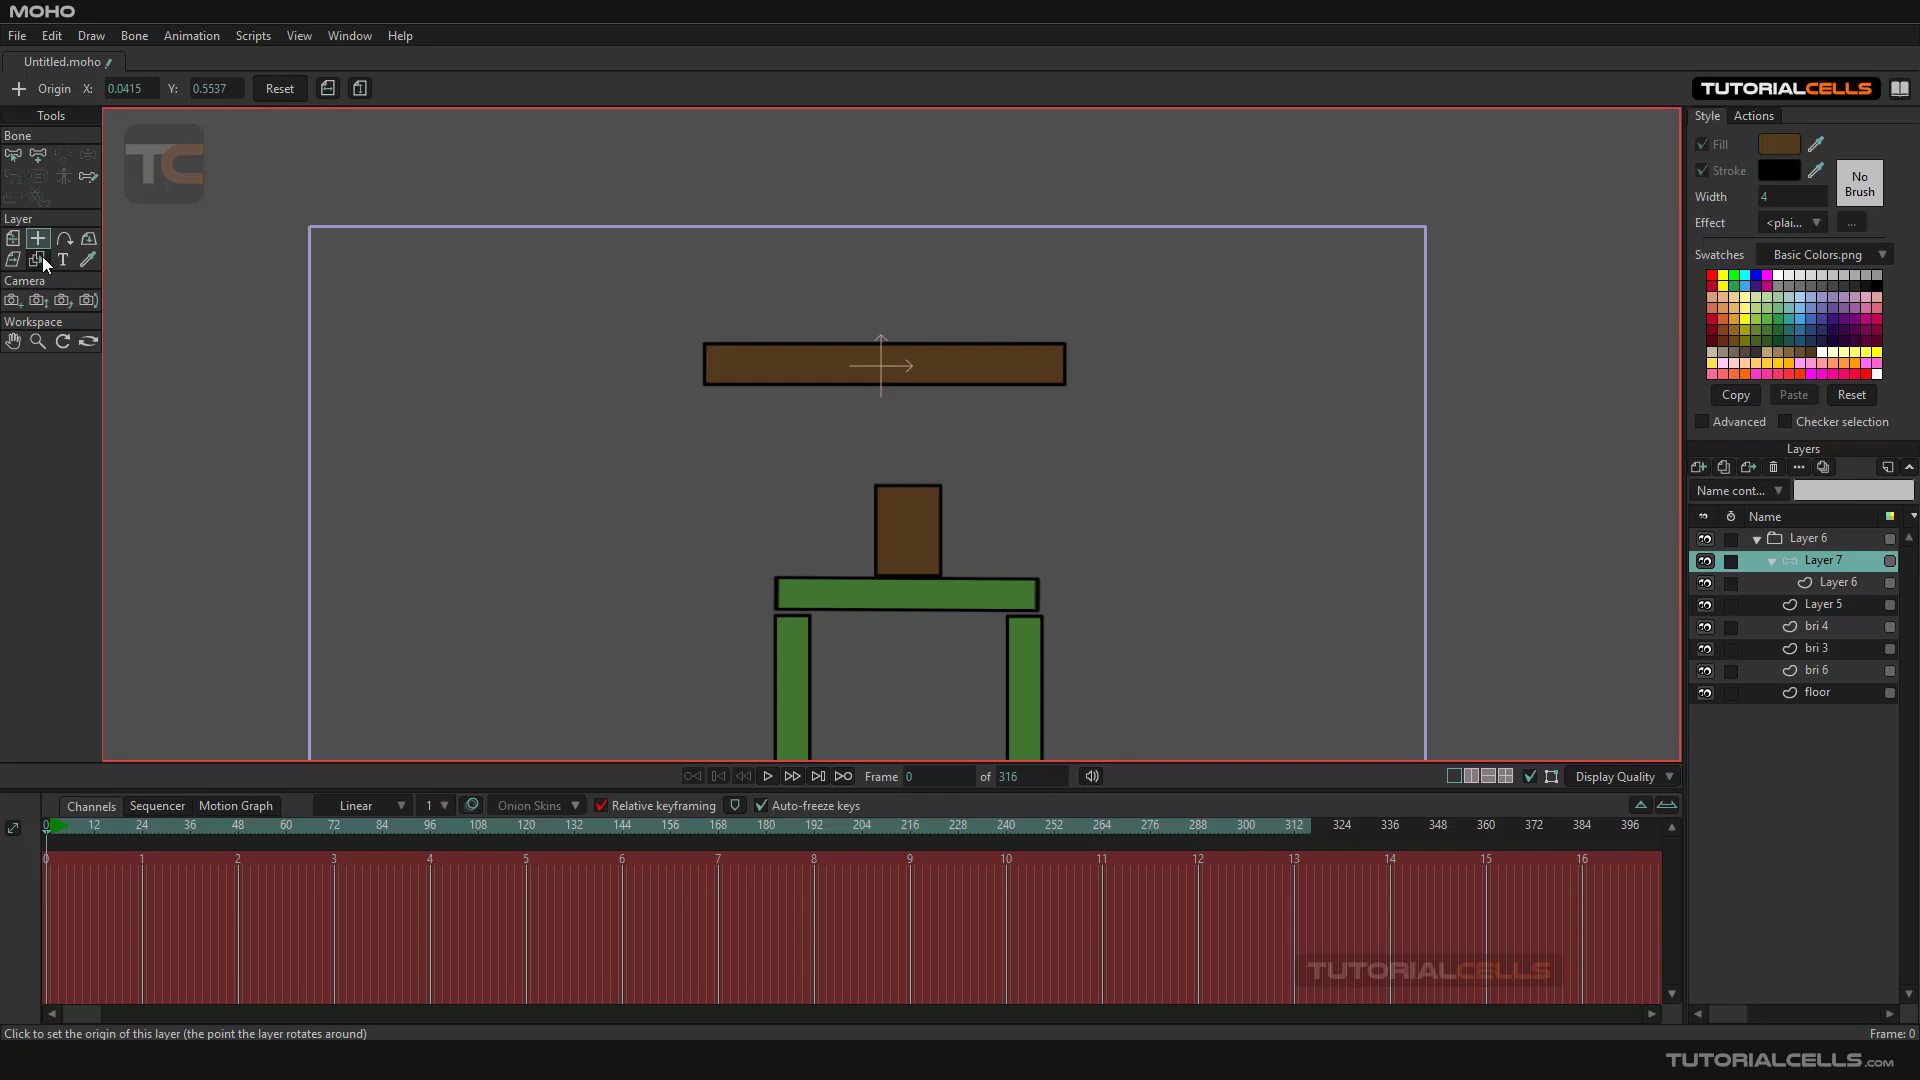 MOHO
File Edit Draw Bone Animation Scripts View Window Help
Untitled.moho
Origin X: 0.0415 Y: 0.5537 Reset
TUTORIALCELLS
Tools
Bone
Layer
T
Camera
Workspace
TC
Style Actions
Fill
Stroke
No Brush
Width 4
Effect <plai... ...
Swatches Basic Colors.png
Copy Paste Reset
Advanced Checker selection
Layers
Name cont...
Name
Layer 6
Layer 7
Layer 6
Layer 5
bri 4
bri 3
bri 6
floor
Frame 0 of 316 Display Quality
Channels Sequencer Motion Graph Linear 1 Onion Skins Relative keyframing Auto-freeze keys
0 12 24 36 48 60 72 84 96 108 120 132 144 156 168 180 192 204 216 228 240 252 264 276 288 300 312 324 336 348 360 372 384 396
0 1 2 3 4 5 6 7 8 9 10 11 12 13 14 15 16
TUTORIALCELLS
Click to set the origin of this layer (the point the layer rotates around) Frame: 0
TUTORIALCELLS.COM